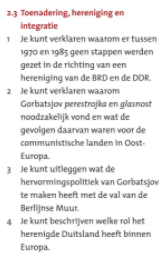 2.3 Toenadering, hereniging en
integratie
1 Je kunt verklaren waarom er tussen
1970 en 1985 geen stappen werden
gezet in de richting van een
hereniging van de BRD en de DDR.
2 Je kunt verklaren waarom
Gorbatsjov perestrojka en glasnost
noodzakelijk vond en wat de
gevolgen daarvan waren voor de
communistische landen in Oost-
Europa.
3 Je kunt uitleggen wat de
hervormingspolitiek van Gorbatsjov
te maken heeft met de val van de
Berlijnse Muur.
4 Je kunt beschrijven welke rol het
herenigde Duitsland heeft binnen
Europa.